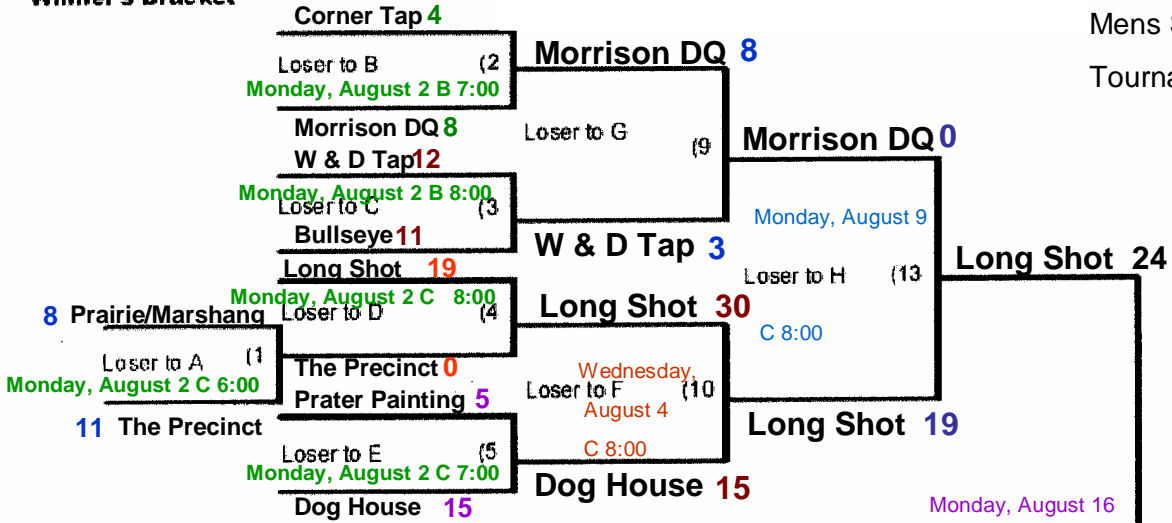 Winner's Bracket
Corner Tap 4
Mens
Loser to B (2
Morrison DQ 8
Tourna
Monday, August 2 B 7:00
Morrison DQ 8
Loser to G (9
Morrison DQ 0
W & D Tap 12
Monday, August 2 B 8:00
Loser to C (3
Monday, August 9
Bullseye 11
W & D Tap 3
Long Shot 19
Loser to H (13
Long Shot 24
Monday, August 2 C 8:00
8 Prairie/Marshang
Loser to D (4
Long Shot 30
C 8:00
Loser to A (1
The Precinct 0
Wednesday,
Monday, August 2 C 6:00
Prater Painting 5
Loser to F (10
August 4
11 The Precinct
Long Shot 19
Loser to E (5
C 8:00
Monday, August 2 C 7:00
Dog House 15
Dog House 15
Monday, August 16